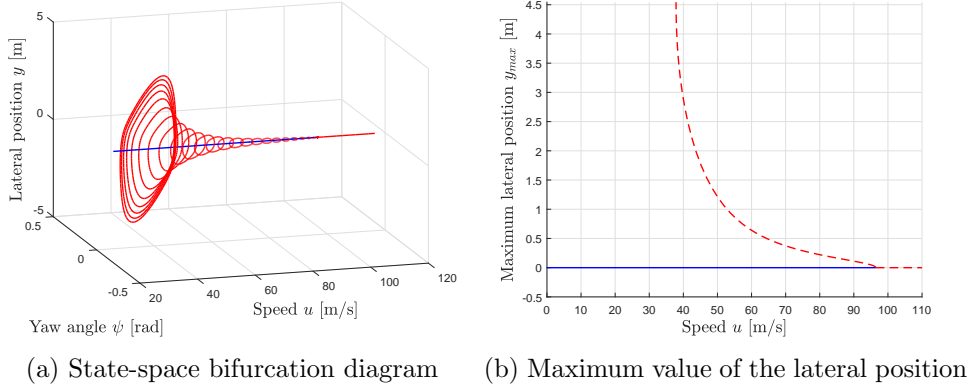 5
0
-5
0.5
0
-0.5
20
40
60
80
100
120
Lateral position y [m]
Yaw angle ψ [rad]
Speed u [m/s]
(a) State-space bifurcation diagram
4.5
4
3.5
3
2.5
2
1.5
1
0.5
0
-0.5
0 10 20 30 40 50 60 70 80 90 100 110
Maximum lateral position y_max [m]
Speed u [m/s]
(b) Maximum value of the lateral position